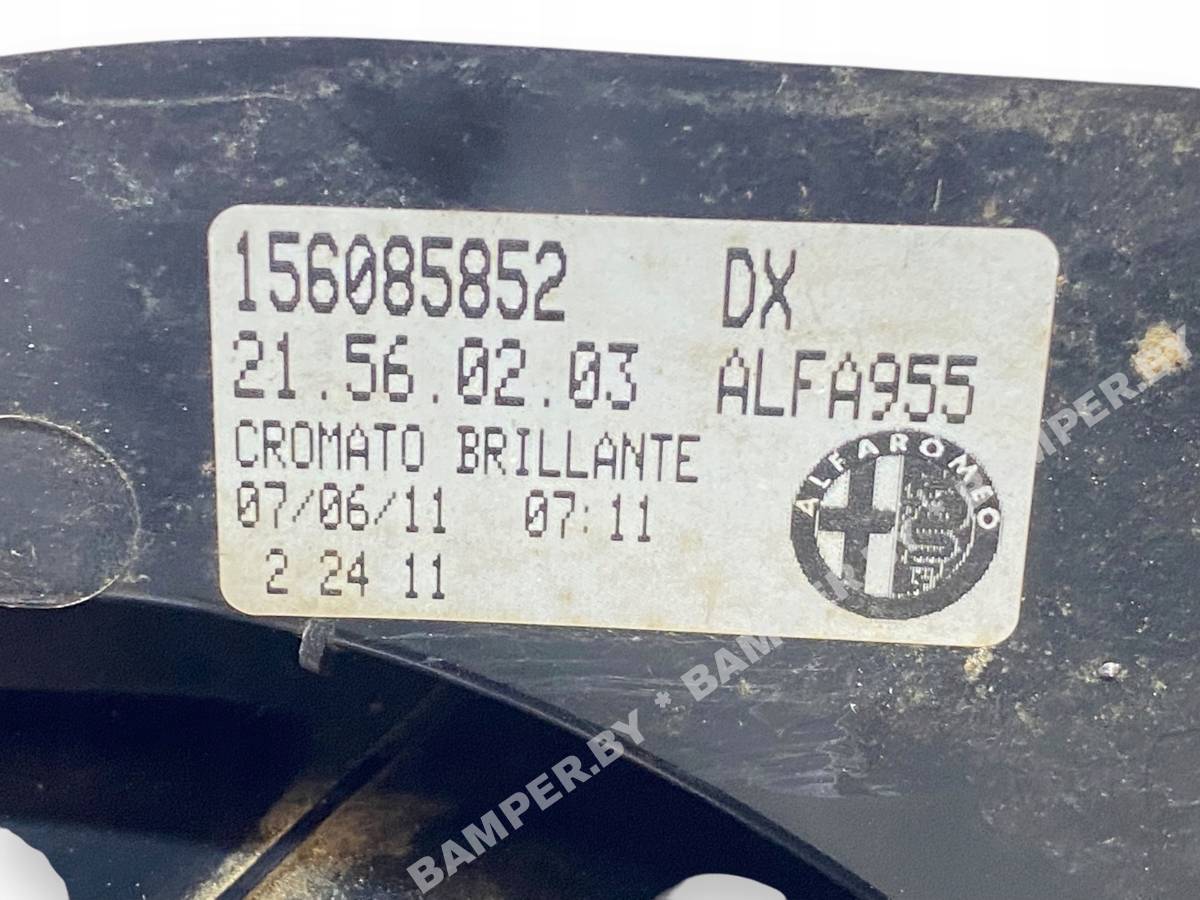 156085852 DX
21.56.02.03 ALFA955
CROMATO BRILLANTE
07/06/11 07:11
2 24 11
ALFA ROMEO
BAMPER.BY * BAMPER.BY * BAMPER.BY